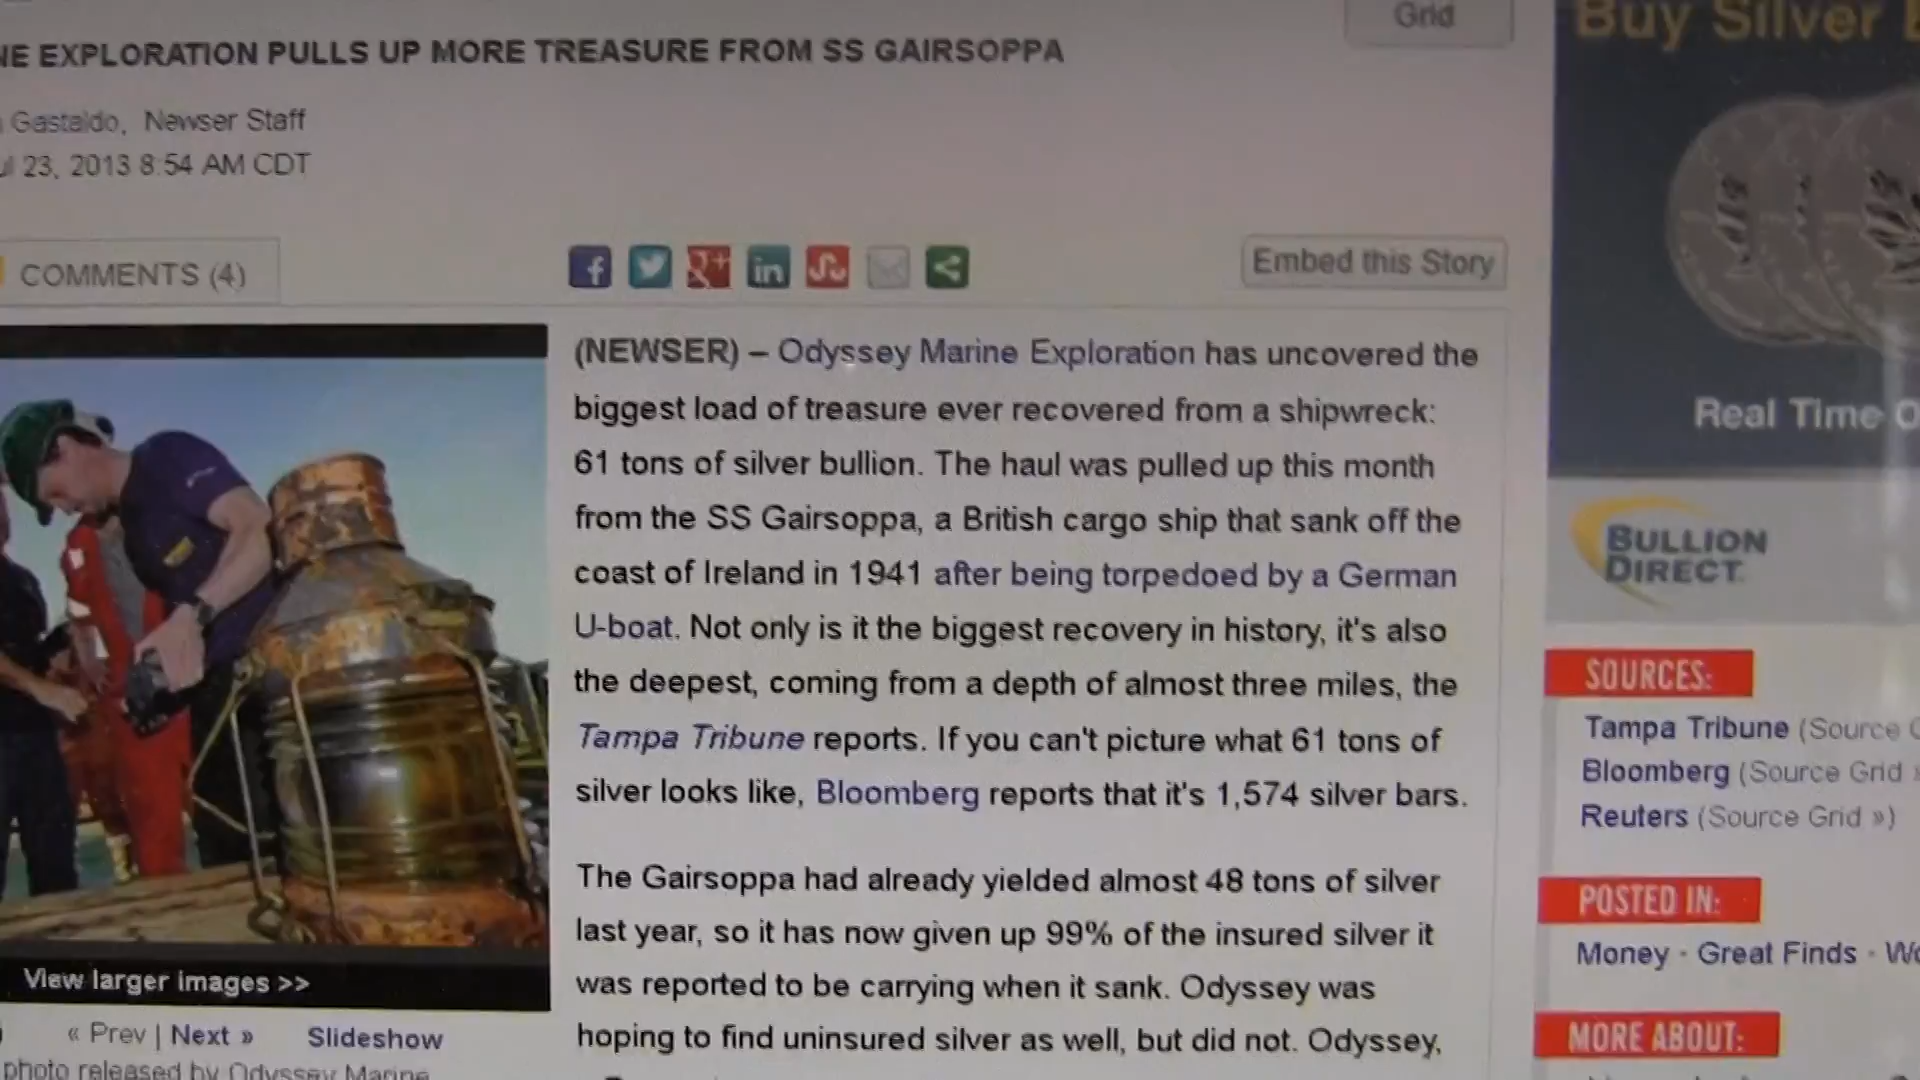 Grid
NE EXPLORATION PULLS UP MORE TREASURE FROM SS GAIRSOPPA
Gastaldo, Newser Staff
23, 2013 8:54 AM CDT
COMMENTS (4)
Embed this Story
(NEWSER) – Odyssey Marine Exploration has uncovered the
biggest load of treasure ever recovered from a shipwreck:
61 tons of silver bullion. The haul was pulled up this month
from the SS Gairsoppa, a British cargo ship that sank off the
coast of Ireland in 1941 after being torpedoed by a German
U-boat. Not only is it the biggest recovery in history, it's also
the deepest, coming from a depth of almost three miles, the
Tampa Tribune reports. If you can't picture what 61 tons of
silver looks like, Bloomberg reports that it's 1,574 silver bars.
The Gairsoppa had already yielded almost 48 tons of silver
last year, so it has now given up 99% of the insured silver it
was reported to be carrying when it sank. Odyssey was
hoping to find uninsured silver as well, but did not. Odyssey,
View larger images >>
« Prev | Next » Slideshow
photo released by Odyssey Marine
Buy Silver
Real Time
BULLION
DIRECT
SOURCES:
Tampa Tribune (Source
Bloomberg (Source Grid »
Reuters (Source Grid »)
POSTED IN:
Money · Great Finds ·
MORE ABOUT: